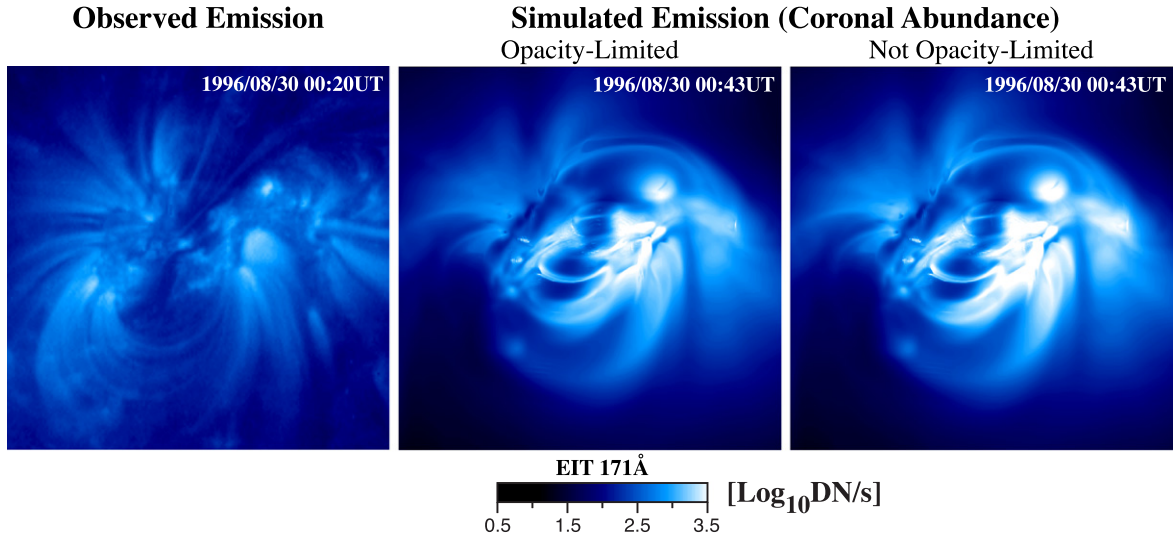 Observed Emission
Simulated Emission (Coronal Abundance)
Opacity-Limited
Not Opacity-Limited
1996/08/30 00:20UT
1996/08/30 00:43UT
1996/08/30 00:43UT
EIT 171Å
[Log10DN/s]
0.5 1.5 2.5 3.5